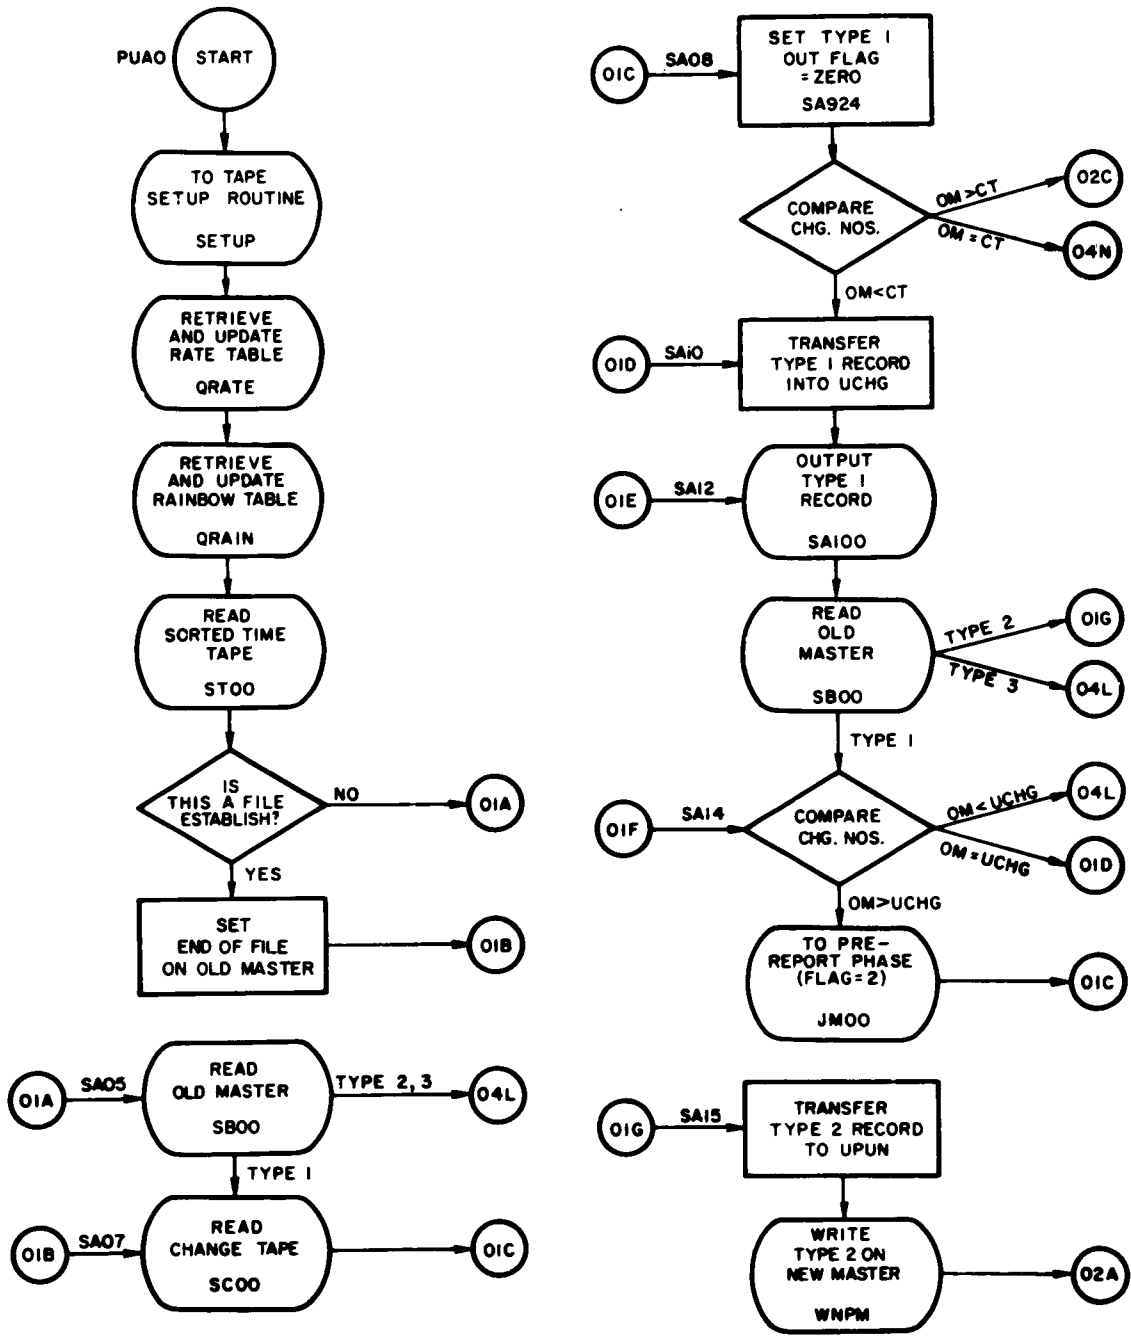 PUA0
START
TO TAPE
SETUP ROUTINE
SETUP
RETRIEVE
AND UPDATE
RATE TABLE
QRATE
RETRIEVE
AND UPDATE
RAINBOW TABLE
QRAIN
READ
SORTED TIME
TAPE
ST00
IS
THIS A FILE
ESTABLISH?
NO
01A
YES
SET
END OF FILE
ON OLD MASTER
01B
01A
SA05
READ
OLD MASTER
SB00
TYPE 2, 3
04L
TYPE 1
01B
SA07
READ
CHANGE TAPE
SC00
01C
01C
SA08
SET TYPE 1
OUT FLAG
=ZERO
SA924
COMPARE
CHG. NOS.
OM>CT
02C
OM=CT
04N
OM<CT
01D
SA10
TRANSFER
TYPE 1 RECORD
INTO UCHG
01E
SA12
OUTPUT
TYPE 1
RECORD
SA100
READ
OLD
MASTER
SB00
TYPE 2
01G
TYPE 3
04L
TYPE 1
01F
SA14
COMPARE
CHG. NOS.
OM<UCHG
04L
OM=UCHG
01D
OM>UCHG
TO PRE-
REPORT PHASE
(FLAG=2)
JM00
01C
01G
SA15
TRANSFER
TYPE 2 RECORD
TO UPUN
WRITE
TYPE 2 ON
NEW MASTER
WNPM
02A